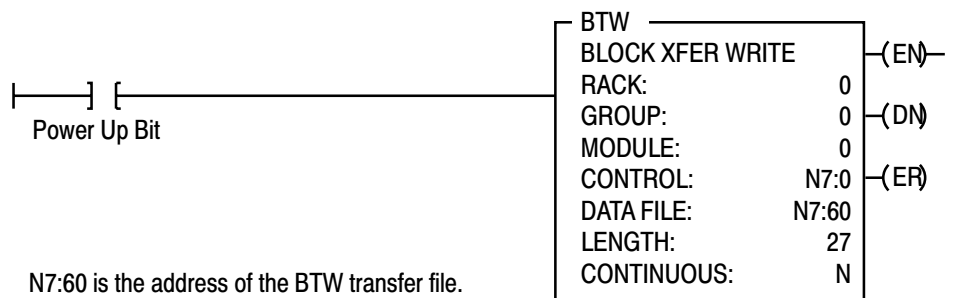 BTW
BLOCK XFER WRITE
(EN)
RACK: 0
GROUP: 0
(DN)
MODULE: 0
CONTROL: N7:0
(ER)
DATA FILE: N7:60
LENGTH: 27
CONTINUOUS: N
Power Up Bit
N7:60 is the address of the BTW transfer file.